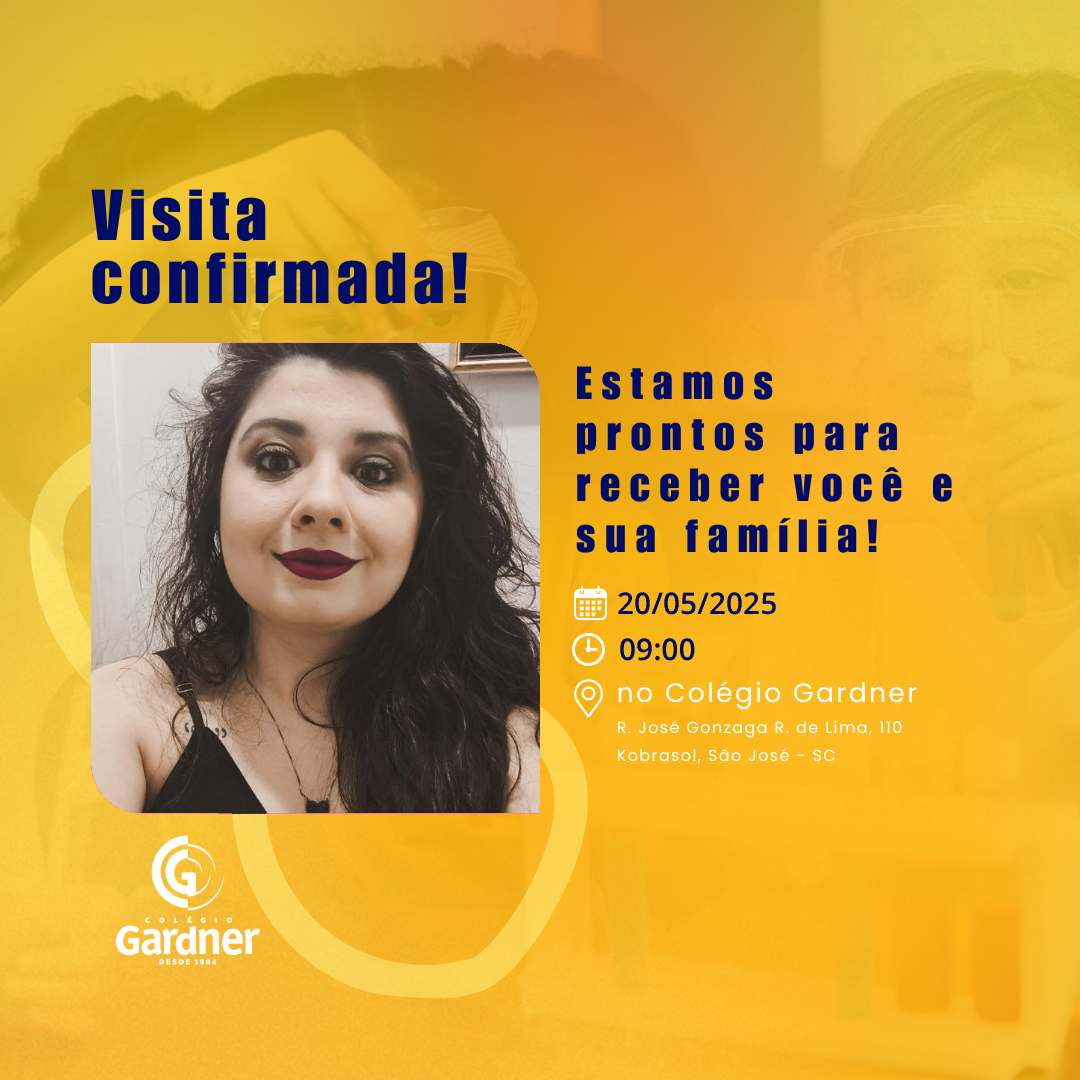 Visita
confirmada!
Estamos
prontos para
receber você e
sua família!
20/05/2025
09:00
no Colégio Gardner
R. José Gonzaga R. de Lima, 110
Kobrasol, São José - SC
G
COLÉGIO
Gardner
DESDE 1984